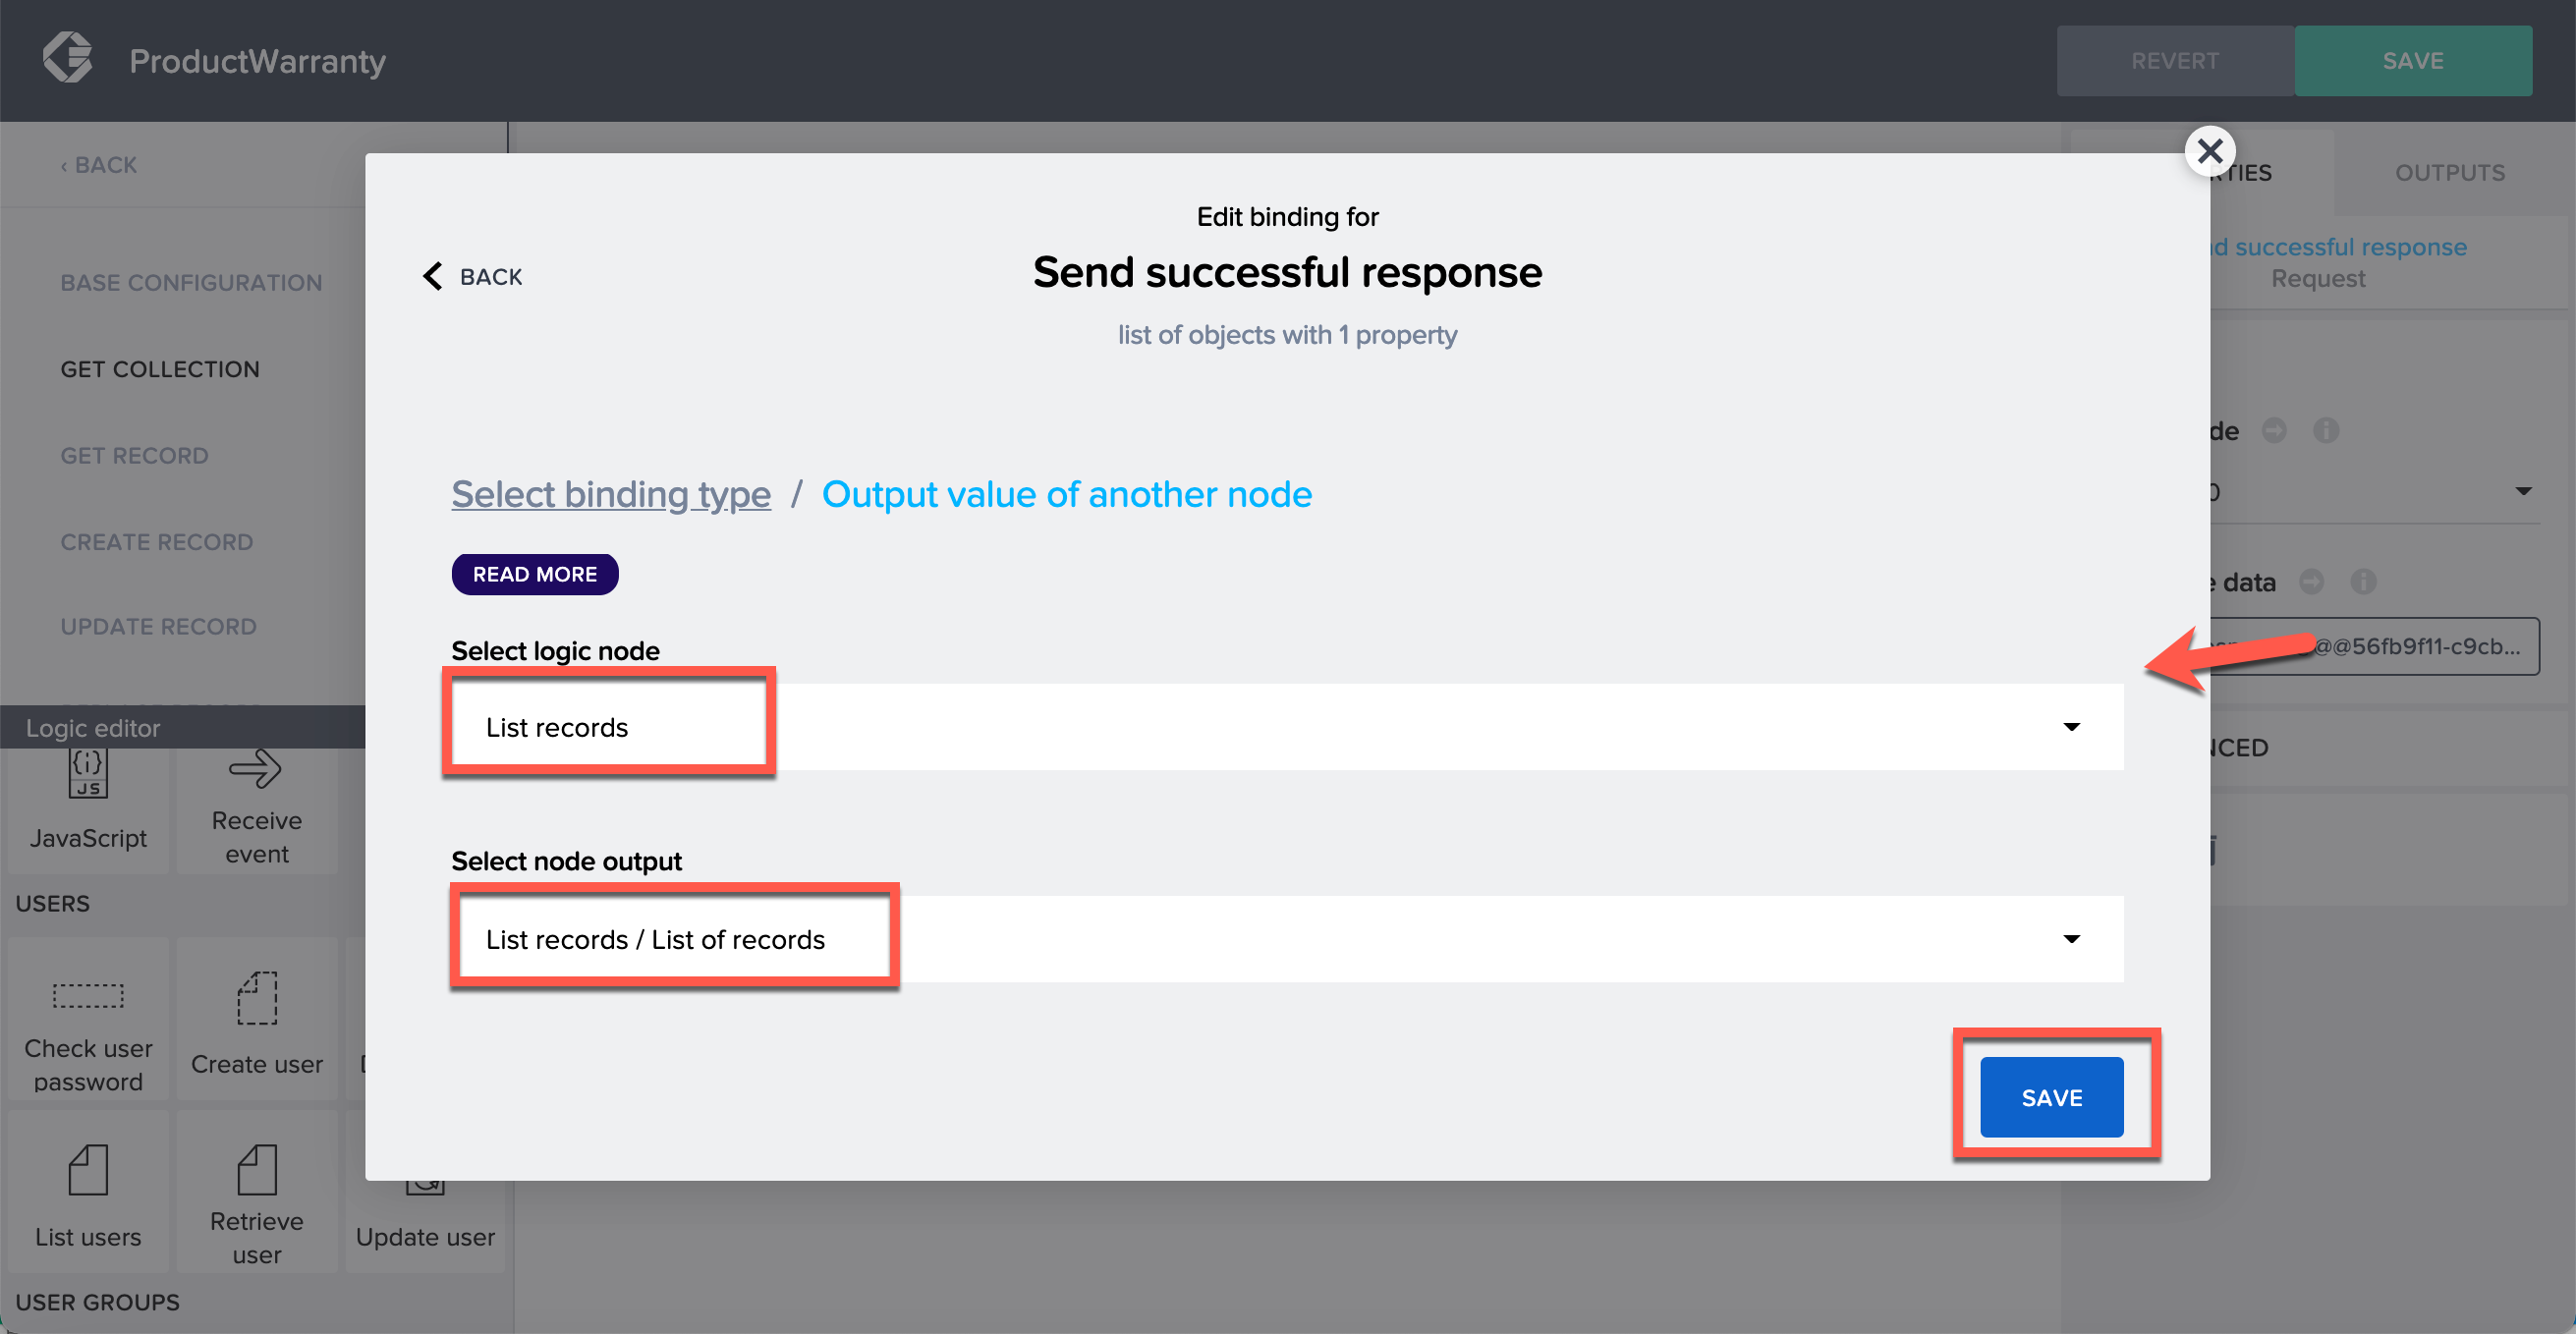 ProductWarranty
REVERT
SAVE
‹ BACK
BASE CONFIGURATION
GET COLLECTION
GET RECORD
CREATE RECORD
UPDATE RECORD
Logic editor
{i}
JS
JavaScript
Receive
event
USERS
Check user
password
Create user
List users
Retrieve
user
Update user
USER GROUPS
Edit binding for
BACK
Send successful response
list of objects with 1 property
Select binding type / Output value of another node
READ MORE
Select logic node
List records
Select node output
List records / List of records
SAVE
OUTPUTS
successful response
Request
data
@@56fb9f11-c9cb...